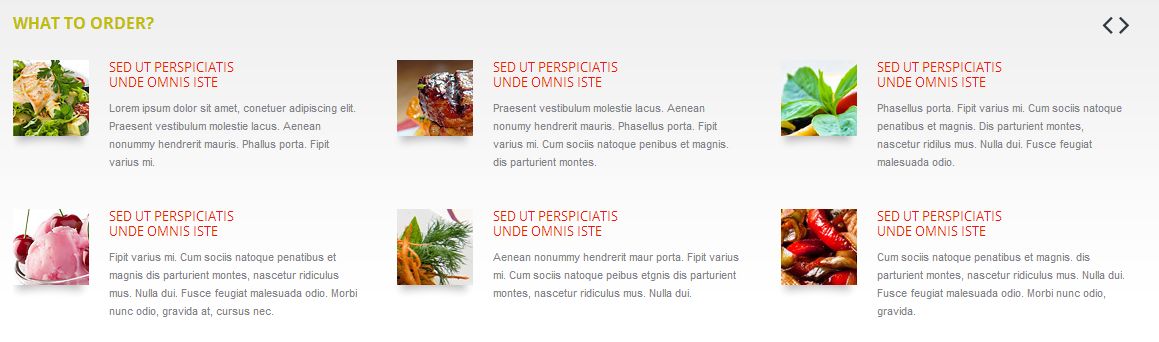 WHAT TO ORDER?
SED UT PERSPICIATIS
UNDE OMNIS ISTE
Lorem ipsum dolor sit amet, conetuer adipiscing elit.
Praesent vestibulum molestie lacus. Aenean
nonummy hendrerit mauris. Phallus porta. Fipit
varius mi.
SED UT PERSPICIATIS
UNDE OMNIS ISTE
Praesent vestibulum molestie lacus. Aenean
nonumy hendrerit mauris. Phasellus porta. Fipit
varius mi. Cum sociis natoque penibus et magnis.
dis parturient montes.
SED UT PERSPICIATIS
UNDE OMNIS ISTE
Phasellus porta. Fipit varius mi. Cum sociis natoque
penatibus et magnis. Dis parturient montes,
nascetur ridilus mus. Nulla dui. Fusce feugiat
malesuada odio.
SED UT PERSPICIATIS
UNDE OMNIS ISTE
Fipit varius mi. Cum sociis natoque penatibus et
magnis dis parturient montes, nascetur ridiculus
mus. Nulla dui. Fusce feugiat malesuada odio. Morbi
nunc odio, gravida at, cursus nec.
SED UT PERSPICIATIS
UNDE OMNIS ISTE
Aenean nonummy hendrerit maur porta. Fipit varius
mi. Cum sociis natoque peibus etgnis dis parturient
montes, nascetur ridiculus mus. Nulla dui.
SED UT PERSPICIATIS
UNDE OMNIS ISTE
Cum sociis natoque penatibus et magnis. dis
parturient montes, nascetur ridiculus mus. Nulla dui.
Fusce feugiat malesuada odio. Morbi nunc odio,
gravida.